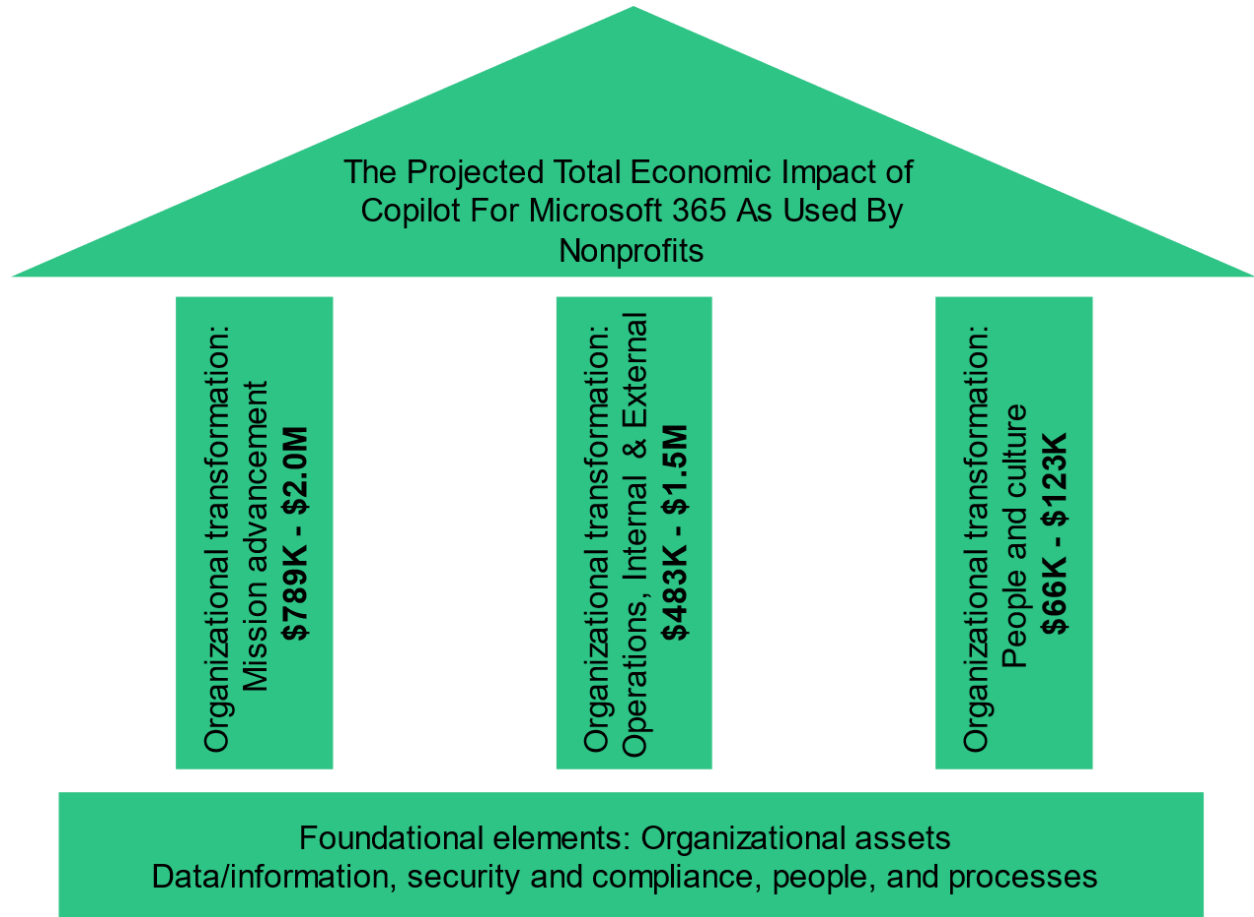 The Projected Total Economic Impact of
Copilot For Microsoft 365 As Used By
Nonprofits
Organizational transformation:
Mission advancement
$789K - $2.0M
Organizational transformation:
Operations, Internal & External
$483K - $1.5M
Organizational transformation:
People and culture
$66K - $123K
Foundational elements: Organizational assets
Data/information, security and compliance, people, and processes